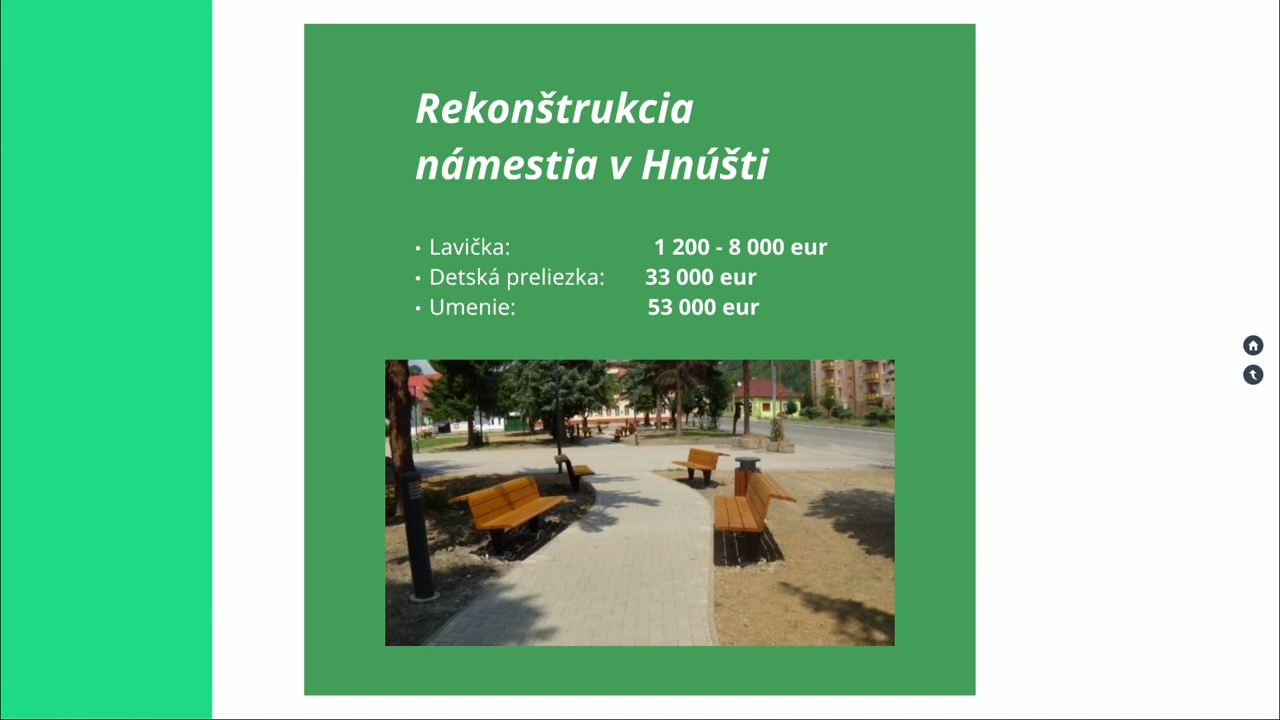 Rekonštrukcia
námestia v Hnúšti
• Lavička: 1 200 - 8 000 eur
• Detská preliezka: 33 000 eur
• Umenie: 53 000 eur